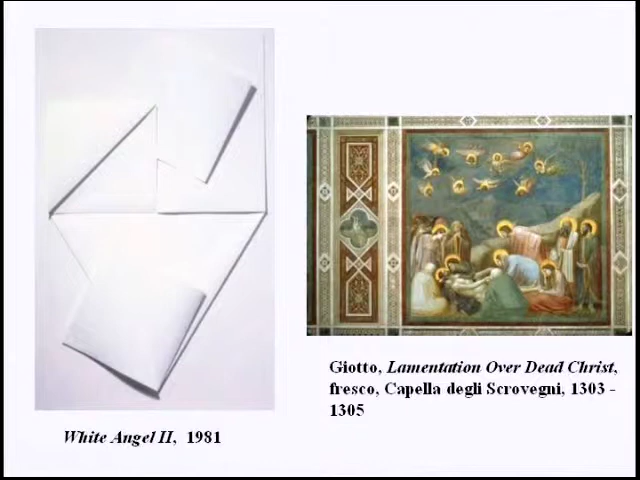 White Angel II, 1981
Giotto, Lamentation Over Dead Christ,
fresco, Capella degli Scrovegni, 1303 -
1305